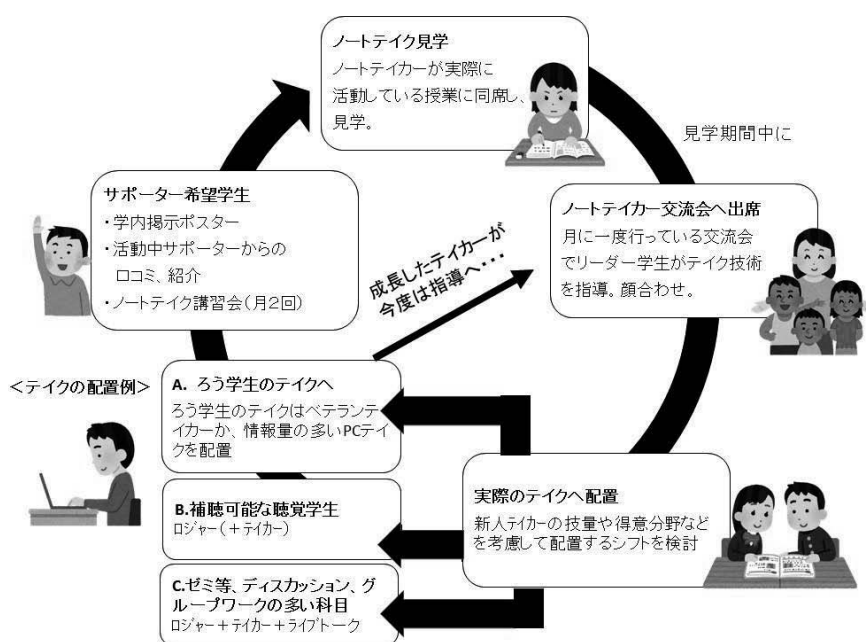 ノートテイク見学
ノートテイカーが実際に
活動している授業に同席し、
見学。
見学期間中に
サポーター希望学生
・学内掲示ポスター
・活動中サポーターからの
口コミ、紹介
・ノートテイク講習会(月2回)
ノートテイカー交流会へ出席
月に一度行っている交流会
でリーダー学生がテイク技術
を指導。顔合わせ。
成長したテイカーが
今度は指導へ・・・
<テイクの配置例>
A. ろう学生のテイクへ
ろう学生のテイクはベテランテ
イカーか、情報量の多いPCテイ
クを配置
B.補聴可能な聴覚学生
ロジャー(+テイカー)
C.ゼミ等、ディスカッション、グ
ループワークの多い科目
ロジャー+テイカー+ライブトーク
実際のテイクへ配置
新人テイカーの技量や得意分野など
を考慮して配置するシフトを検討